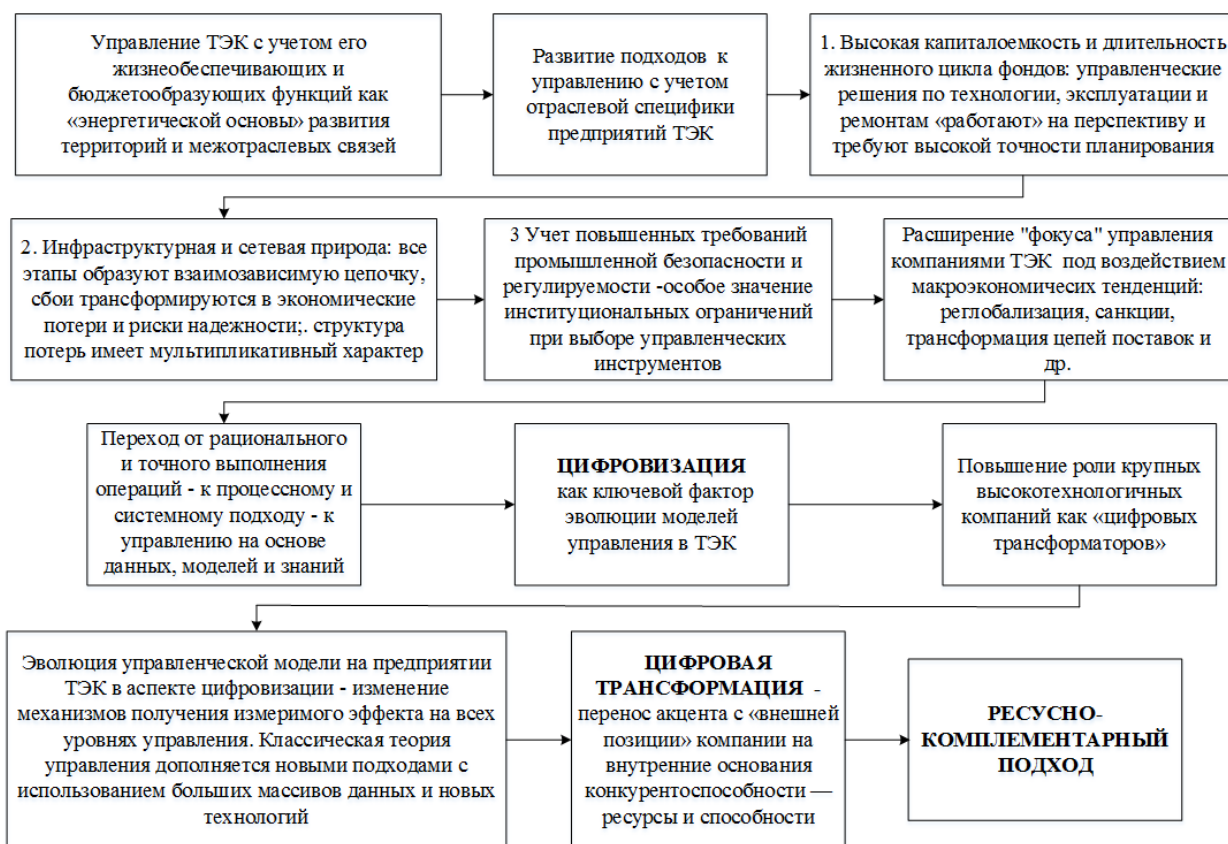 Управление ТЭК с учетом его
жизнеобеспечивающих и
бюджетообразующих функций как
«энергетической основы» развития
территорий и межотраслевых связей
Развитие подходов к
управлению с учетом
отраслевой специфики
предприятий ТЭК
1. Высокая капиталоемкость и длительность
жизненного цикла фондов: управленческие
решения по технологии, эксплуатации и
ремонтам «работают» на перспективу и
требуют высокой точности планирования
2. Инфраструктурная и сетевая природа: все
этапы образуют взаимозависимую цепочку,
сбои трансформируются в экономические
потери и риски надежности;. структура
потерь имеет мультипликативный характер
3 Учет повышенных требований
промышленной безопасности и
регулируемости -особое значение
институциональных ограничений
при выборе управленческих
инструментов
Расширение "фокуса" управления
компаниями ТЭК под воздействием
макроэкономичесих тенденций:
реглобализация, санкции,
трансформация цепей поставок и
др.
Переход от рационального
и точного выполнения
операций - к процессному и
системному подходу - к
управлению на основе
данных, моделей и знаний
ЦИФРОВИЗАЦИЯ
как ключевой фактор
эволюции моделей
управления в ТЭК
Повышение роли крупных
высокотехнологичных
компаний как «цифровых
трансформаторов»
Эволюция управленческой модели на предприятии
ТЭК в аспекте цифровизации - изменение
механизмов получения измеримого эффекта на всех
уровнях управления. Классическая теория
управления дополняется новыми подходами с
использованием больших массивов данных и новых
технологий
ЦИФРОВАЯ
ТРАНСФОРМАЦИЯ -
перенос акцента с «внешней
позиции» компании на
внутренние основания
конкурентоспособности —
ресурсы и способности
РЕСУСНО-
КОМПЛЕМЕНТАРНЫЙ
ПОДХОД